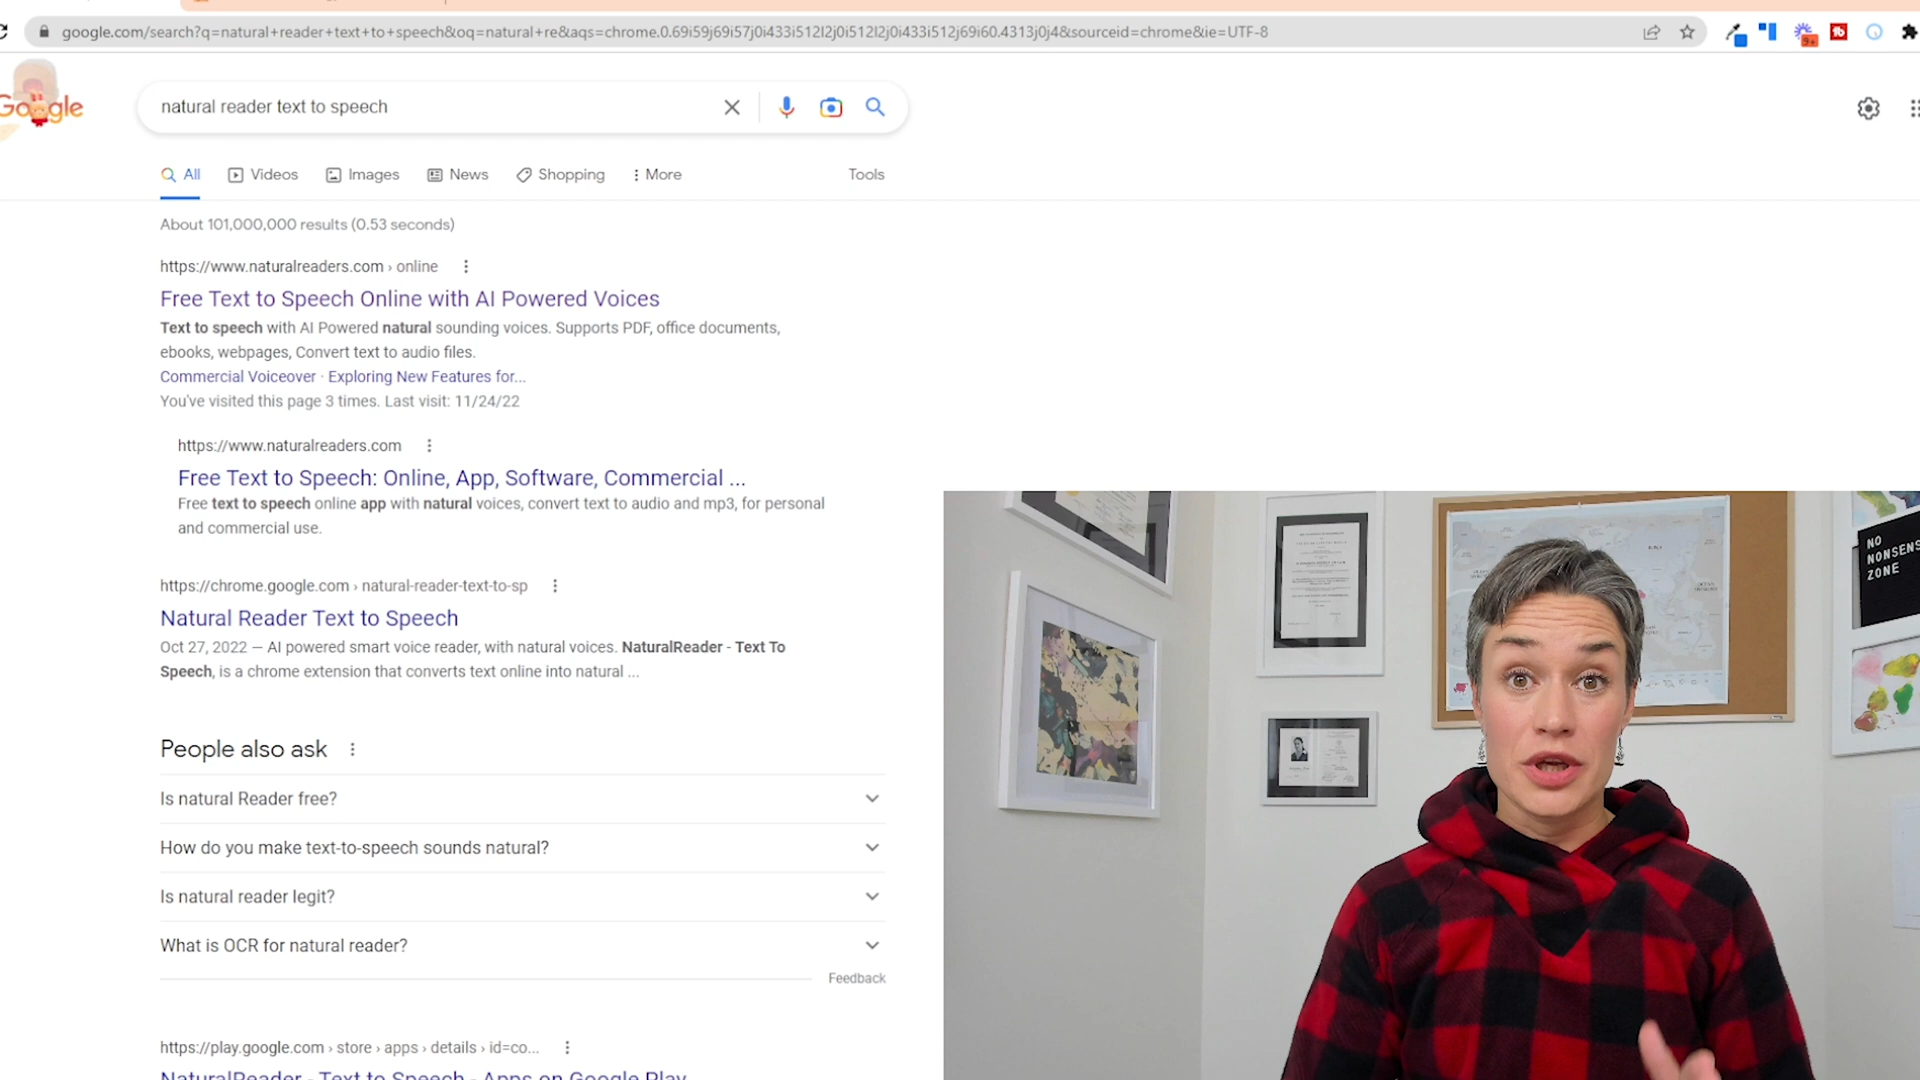 google.com/search?q=natural+reader+text+to+speech&oq=natural+re&aqs=chrome.0.69i59j69i57j0i433i512l2j0i512l2j0i433i512j69i60.4313j0j4&sourceid=chrome&ie=UTF-8
9+
Google
natural reader text to speech
All Videos Images News Shopping More Tools
About 101,000,000 results (0.53 seconds)
https://www.naturalreaders.com › online
Free Text to Speech Online with AI Powered Voices
Text to speech with AI Powered natural sounding voices. Supports PDF, office documents,
ebooks, webpages, Convert text to audio files.
Commercial Voiceover · Exploring New Features for...
You've visited this page 3 times. Last visit: 11/24/22
https://www.naturalreaders.com
Free Text to Speech: Online, App, Software, Commercial ...
Free text to speech online app with natural voices, convert text to audio and mp3, for personal
and commercial use.
https://chrome.google.com › natural-reader-text-to-sp
Natural Reader Text to Speech
Oct 27, 2022 — AI powered smart voice reader, with natural voices. NaturalReader - Text To
Speech, is a chrome extension that converts text online into natural ...
People also ask
Is natural Reader free?
How do you make text-to-speech sounds natural?
Is natural reader legit?
What is OCR for natural reader?
Feedback
https://play.google.com › store › apps › details › id=co...
NaturalReader - Text to Speech - Apps on Google Play
NO
NONSENS
ZONE